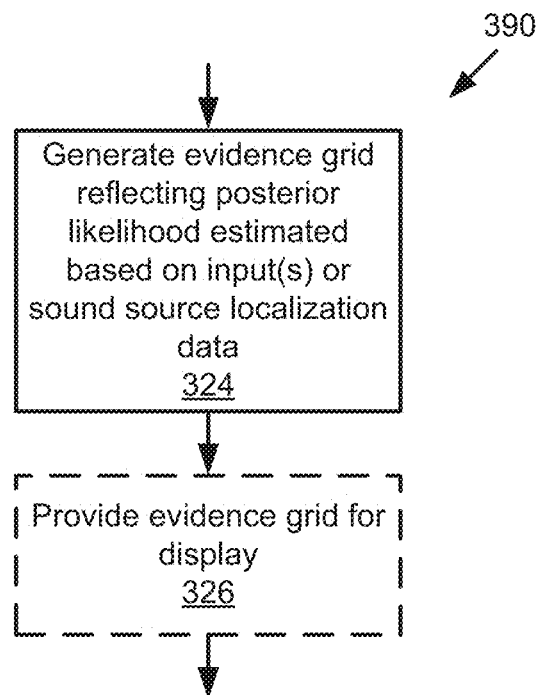 390
Generate evidence grid
reflecting posterior
likelihood estimated
based on input(s) or
sound source localization
data
324
Provide evidence grid for
display
326